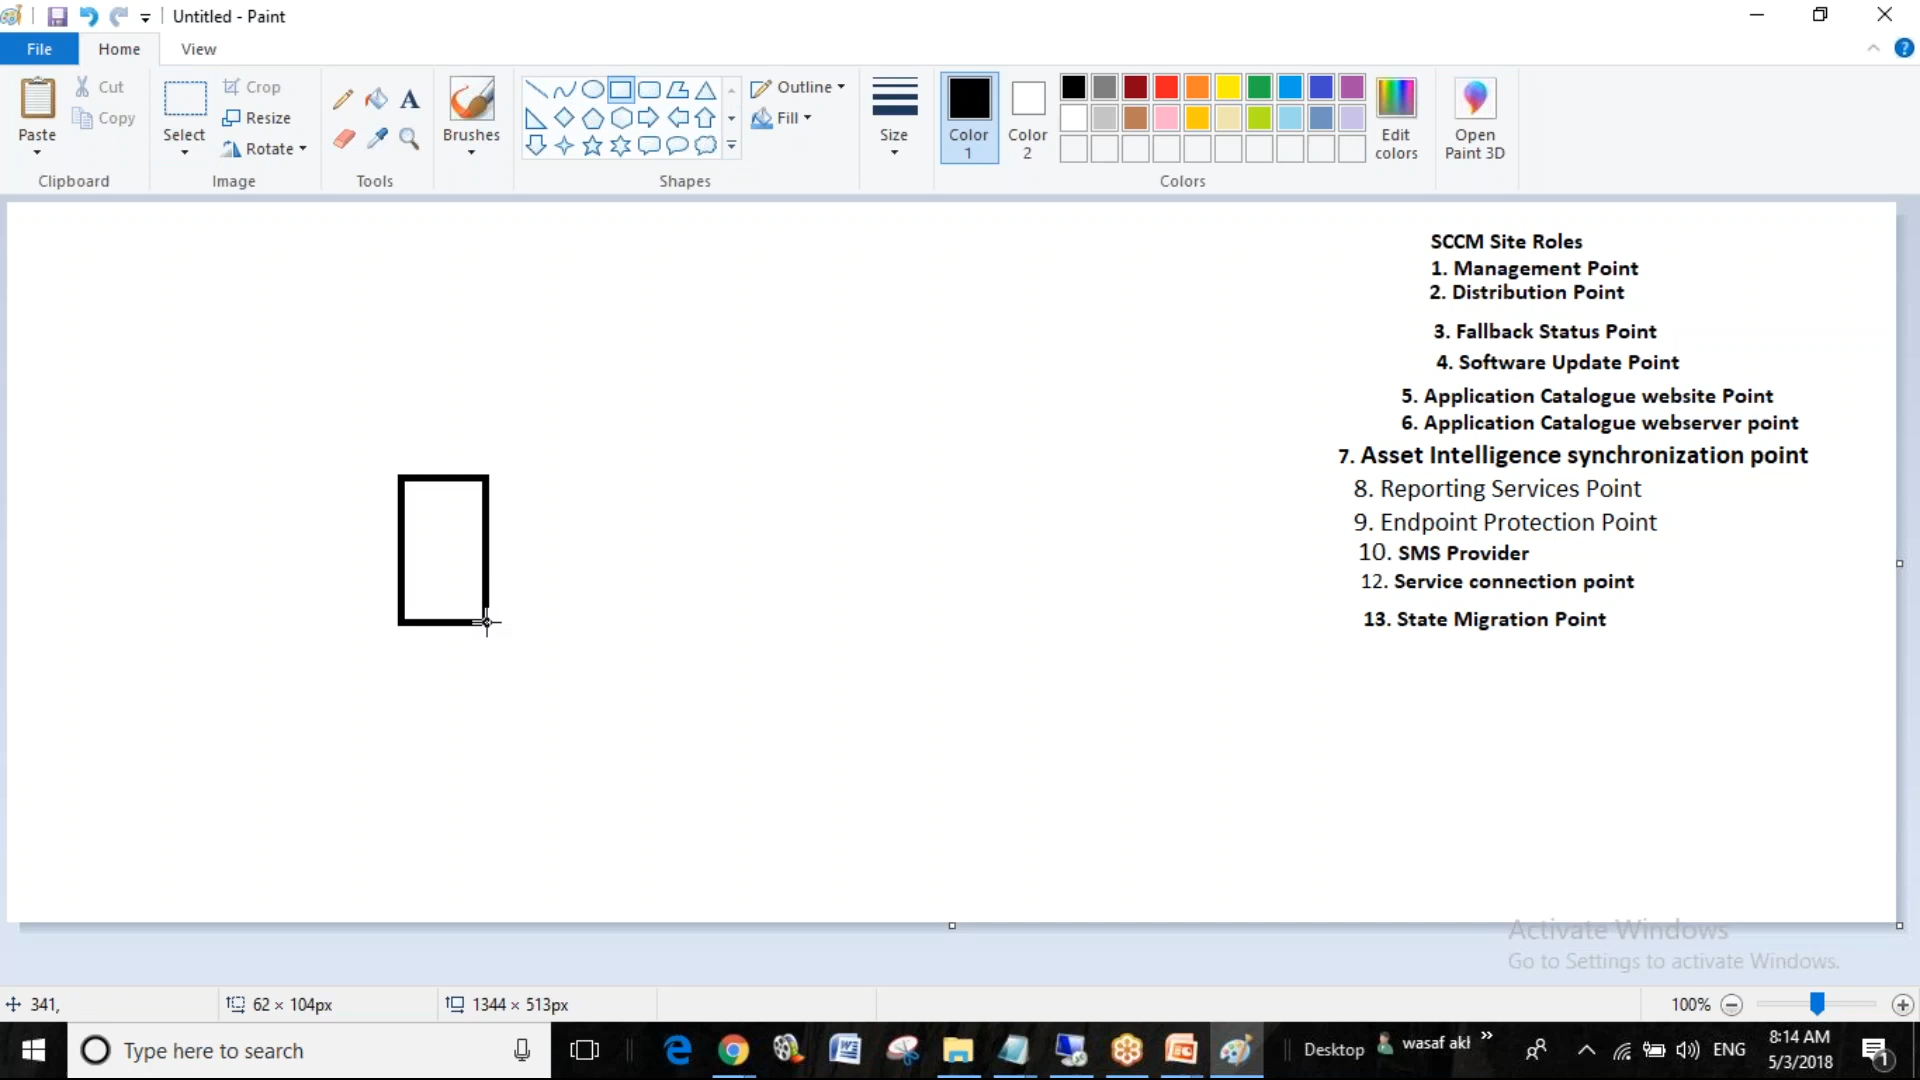 Untitled - Paint
File Home View
Paste
Cut
Copy
Clipboard
Select
Crop
Resize
Rotate
Image
A
Tools
Brushes
Outline
Fill
Shapes
Size
Color 1
Color 2
Edit colors
Colors
Open Paint 3D
SCCM Site Roles
1. Management Point
2. Distribution Point
3. Fallback Status Point
4. Software Update Point
5. Application Catalogue website Point
6. Application Catalogue webserver point
7. Asset Intelligence synchronization point
8. Reporting Services Point
9. Endpoint Protection Point
10. SMS Provider
12. Service connection point
13. State Migration Point
Activate Windows
Go to Settings to activate Windows.
341,
62 × 104px
1344 × 513px
100%
Type here to search
Desktop
wasaf akl
ENG
8:14 AM
5/3/2018
1